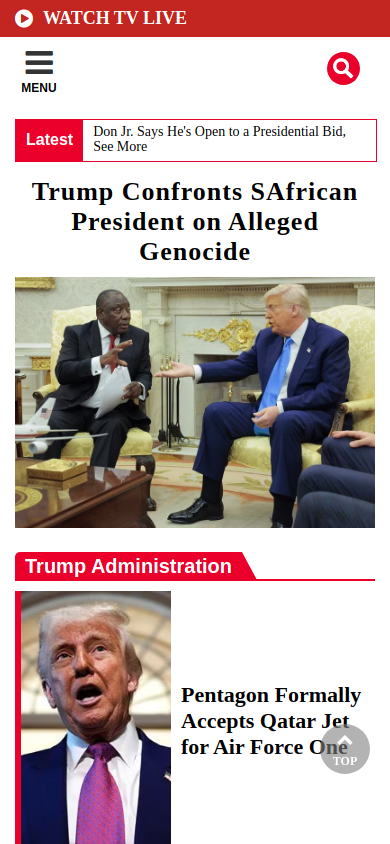 WATCH TV LIVE
MENU
Latest
Don Jr. Says He's Open to a Presidential Bid,
See More
Trump Confronts SAfrican
President on Alleged
Genocide
Trump Administration
Pentagon Formally
Accepts Qatar Jet
for Air Force One
TOP